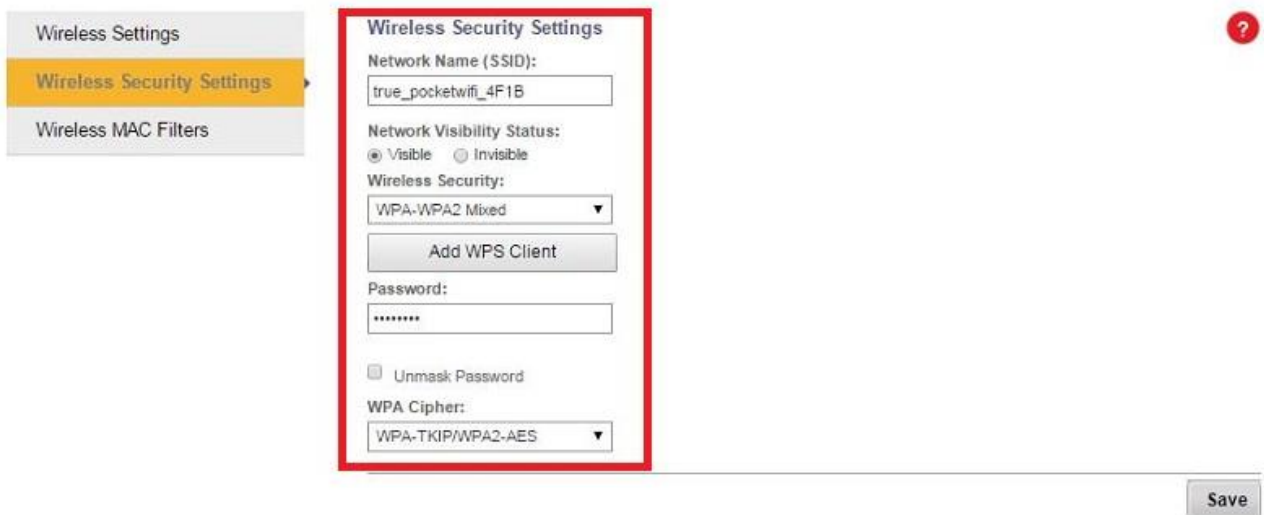 Wireless Settings
Wireless Security Settings
Wireless MAC Filters
Wireless Security Settings
Network Name (SSID):
true_pocketwifi_4F1B
Network Visibility Status:
Visible Invisible
Wireless Security:
WPA-WPA2 Mixed
Add WPS Client
Password:
••••••••
Unmask Password
WPA Cipher:
WPA-TKIP/WPA2-AES
?
Save